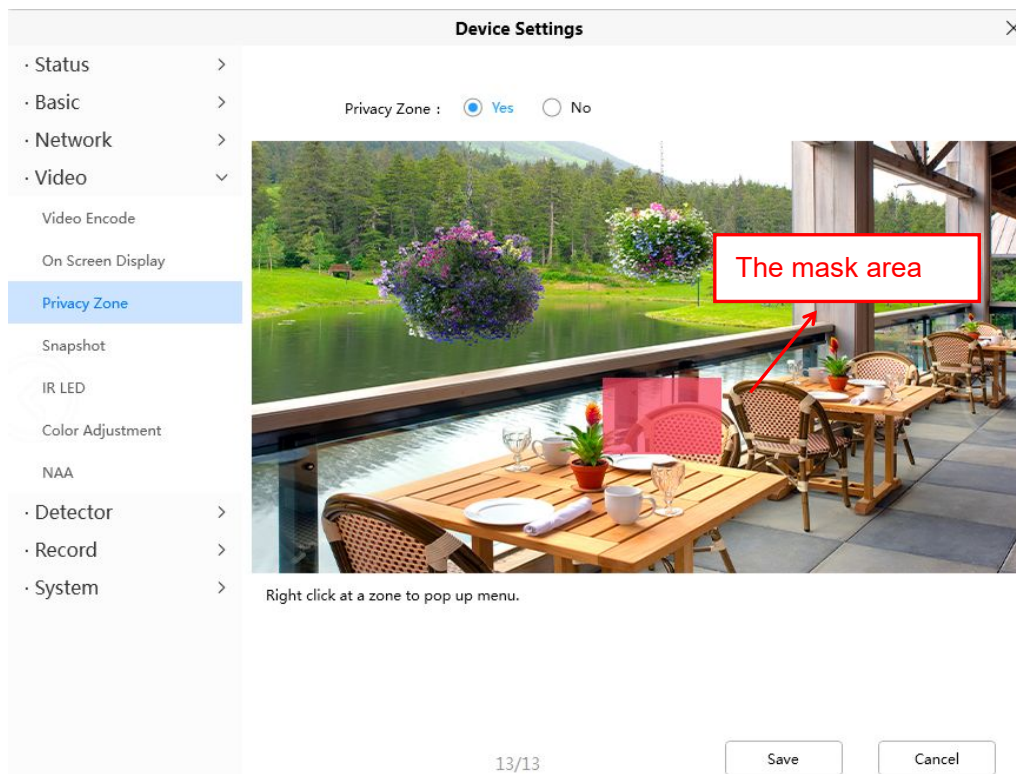 Device Settings
· Status
· Basic
· Network
· Video
Video Encode
On Screen Display
Privacy Zone
Snapshot
IR LED
Color Adjustment
NAA
· Detector
· Record
· System
Privacy Zone :
Yes
No
The mask area
Right click at a zone to pop up menu.
13/13
Save
Cancel